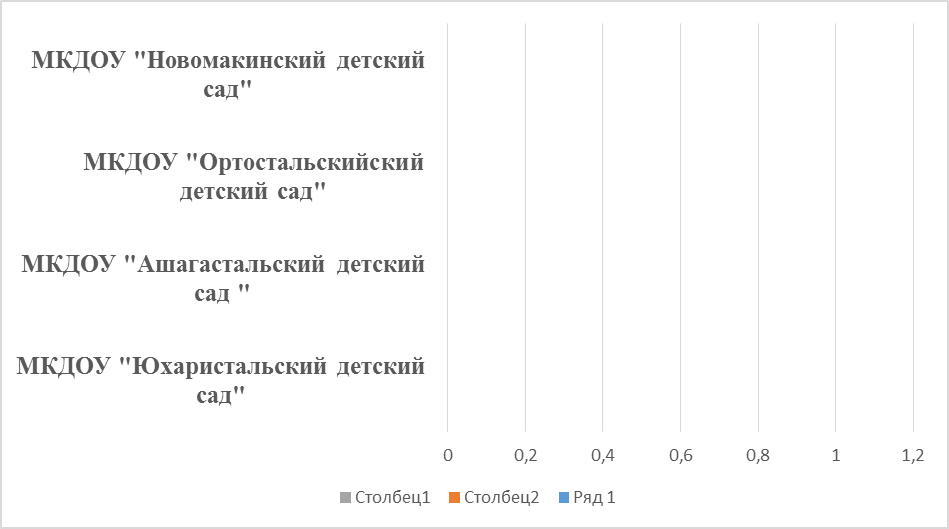 МКДОУ "Новомакинский детский
сад"
МКДОУ "Ортостальскийский
детский сад"
МКДОУ "Ашагастальский детский
сад "
МКДОУ "Юхаристальский детский
сад"
0 0,2 0,4 0,6 0,8 1 1,2
Столбец1 Столбец2 Ряд 1